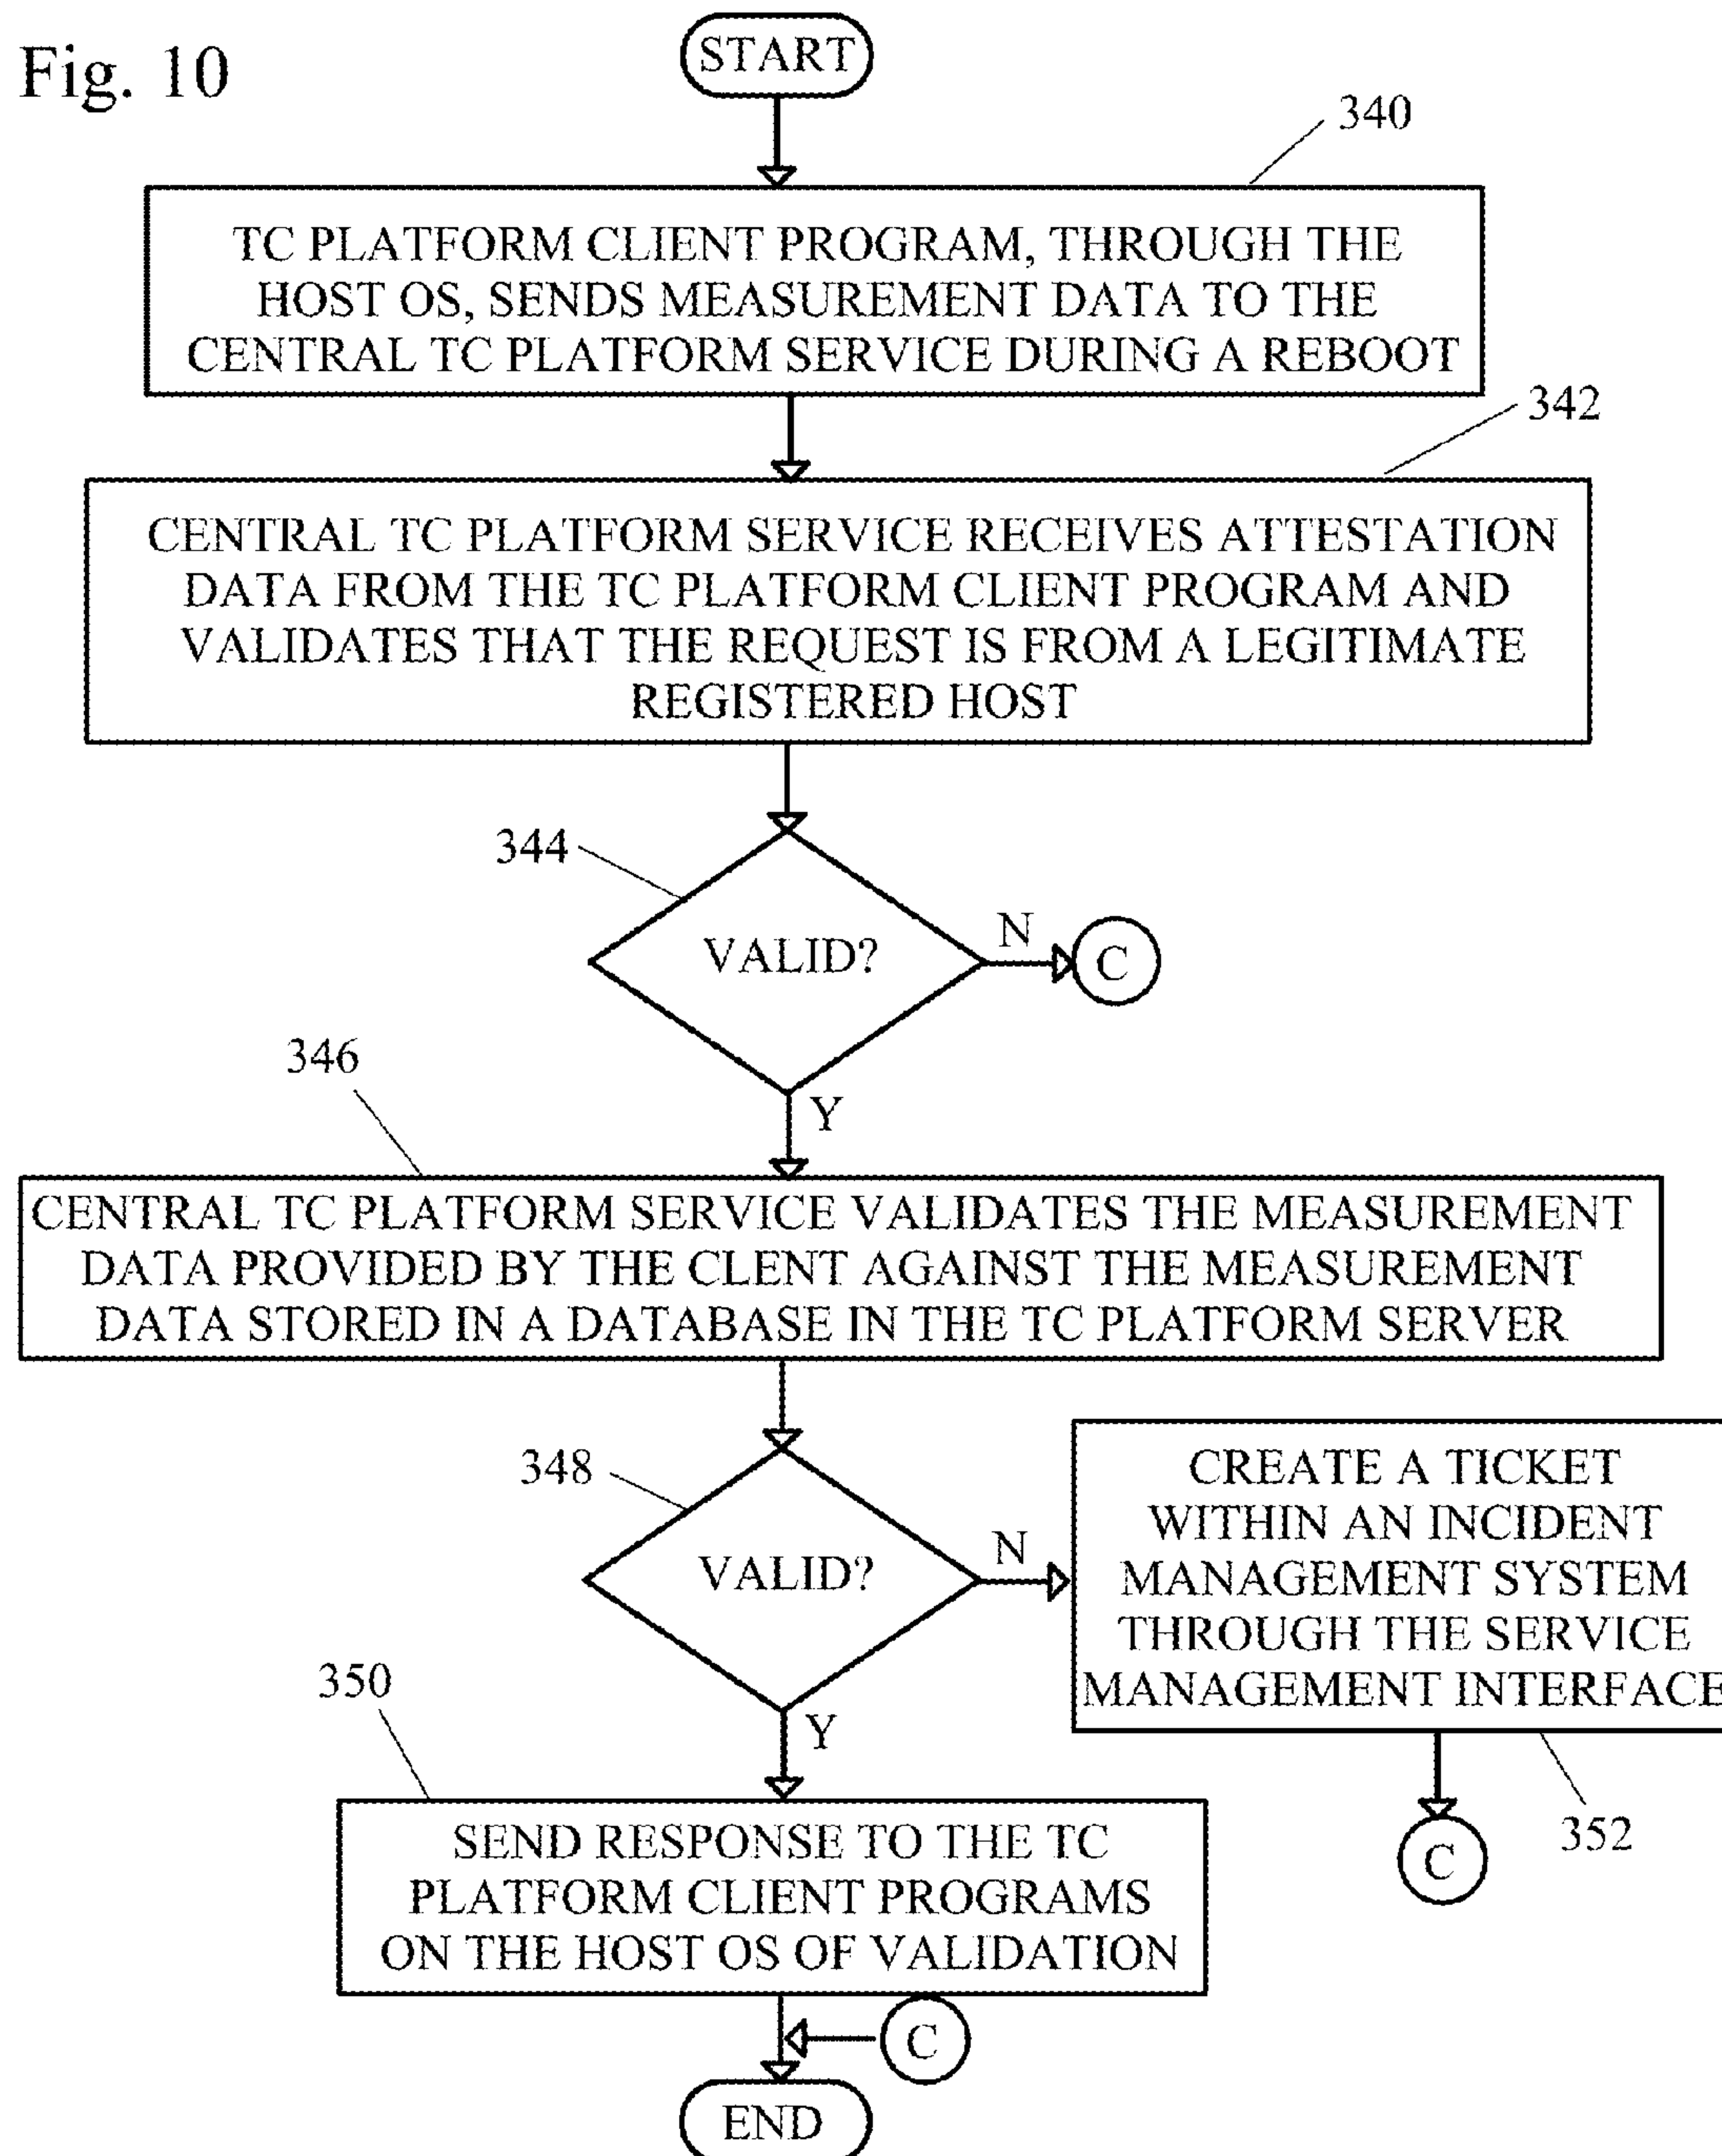 Fig. 10
START
340
TC PLATFORM CLIENT PROGRAM, THROUGH THE
HOST OS, SENDS MEASUREMENT DATA TO THE
CENTRAL TC PLATFORM SERVICE DURING A REBOOT
342
CENTRAL TC PLATFORM SERVICE RECEIVES ATTESTATION
DATA FROM THE TC PLATFORM CLIENT PROGRAM AND
VALIDATES THAT THE REQUEST IS FROM A LEGITIMATE
REGISTERED HOST
344
VALID?
N
C
Y
346
CENTRAL TC PLATFORM SERVICE VALIDATES THE MEASUREMENT
DATA PROVIDED BY THE CLENT AGAINST THE MEASUREMENT
DATA STORED IN A DATABASE IN THE TC PLATFORM SERVER
348
VALID?
N
CREATE A TICKET
WITHIN AN INCIDENT
MANAGEMENT SYSTEM
THROUGH THE SERVICE
MANAGEMENT INTERFACE
352
C
Y
350
SEND RESPONSE TO THE TC
PLATFORM CLIENT PROGRAMS
ON THE HOST OS OF VALIDATION
C
END